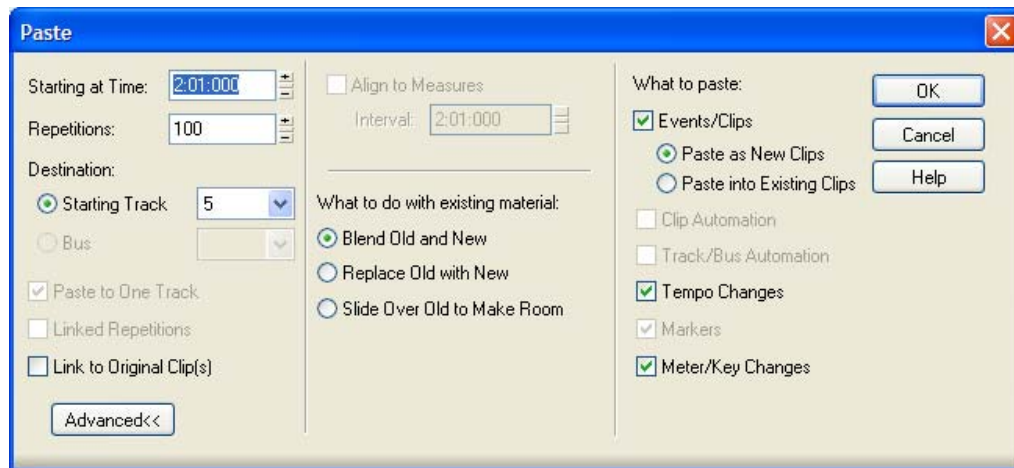 Paste
Starting at Time: 2:01:000
Repetitions: 100
Destination:
Starting Track 5
Bus
Paste to One Track
Linked Repetitions
Link to Original Clip(s)
Advanced<<
Align to Measures
Interval: 2:01:000
What to do with existing material:
Blend Old and New
Replace Old with New
Slide Over Old to Make Room
What to paste:
Events/Clips
Paste as New Clips
Paste into Existing Clips
Clip Automation
Track/Bus Automation
Tempo Changes
Markers
Meter/Key Changes
OK
Cancel
Help